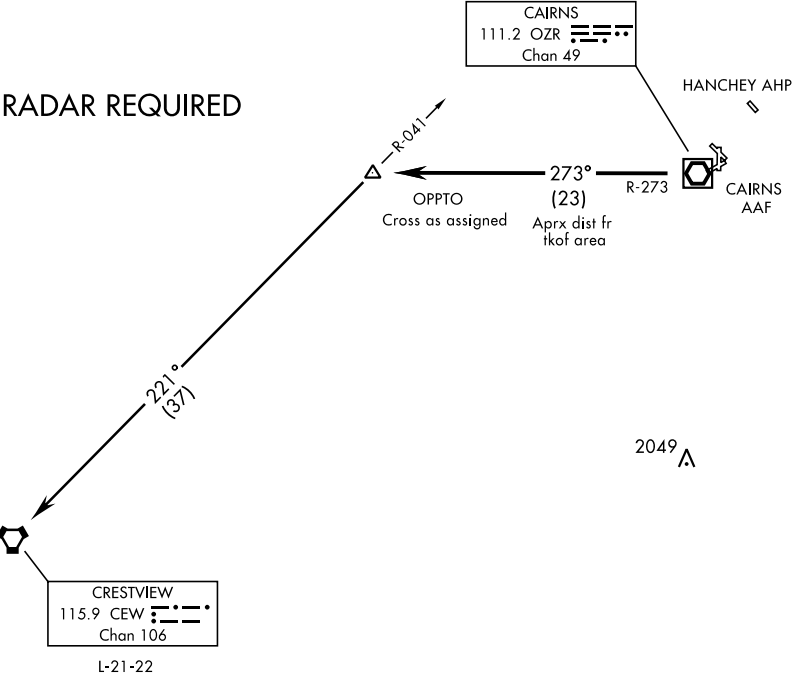 CAIRNS
111.2 OZR
Chan 49
HANCHEY AHP
RADAR REQUIRED
R-041
273°
R-273
(23)
OPPTO
Cross as assigned
Aprx dist fr
tkof area
CAIRNS
AAF
221°
(37)
2049
CRESTVIEW
115.9 CEW
Chan 106
L-21-22